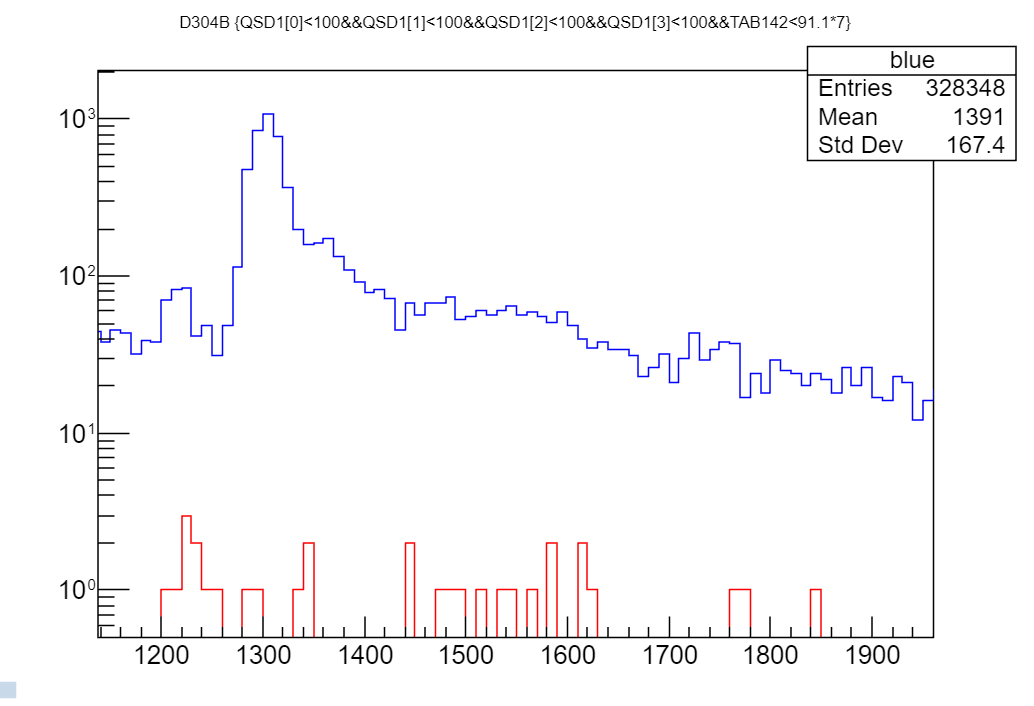 D304B {QSD1[0]<100&&QSD1[1]<100&&QSD1[2]<100&&QSD1[3]<100&&TAB142<91.1*7}
blue
Entries 328348
Mean 1391
Std Dev 167.4
10³
10²
10¹
10⁰
1200 1300 1400 1500 1600 1700 1800 1900